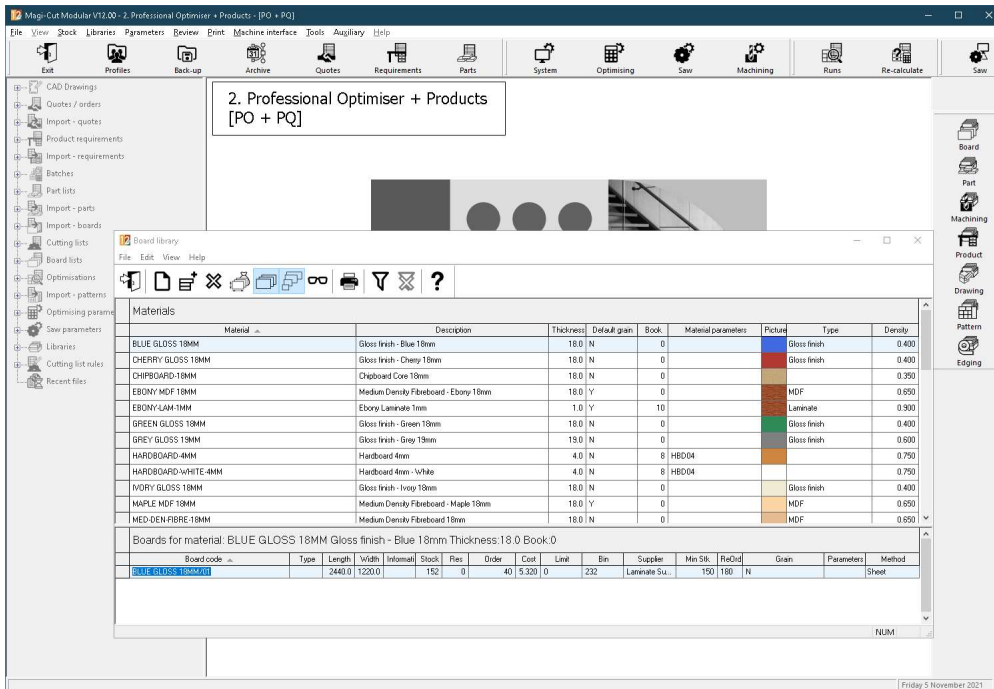 Magi-Cut Modular V12.00 - 2. Professional Optimiser + Products - [PO + PQ]
File View Stock Libraries Parameters Review Print Machine interface Tools Auxiliary Help
Exit Profiles Back-up Archive Quotes Requirements Parts System Optimising Saw Machining Runs Re-calculate Saw
CAD Drawings
Quotes / orders
Import - quotes
Product requirements
Import - requirements
Batches
Part lists
Import - parts
Import - boards
Cutting lists
Board lists
Optimisations
Import - patterns
Optimising parame
Saw parameters
Libraries
Cutting list rules
Recent files
2. Professional Optimiser + Products
[PO + PQ]
Board
Part
Machining
Product
Drawing
Pattern
Edging
Board library
File Edit View Help
Materials
Material Description Thickness Default grain Book Material parameters Picture Type Density
BLUE GLOSS 18MM Gloss finish - Blue 18mm 18.0 N 0 Gloss finish 0.400
CHERRY GLOSS 18MM Gloss finish - Cherry 18mm 18.0 N 0 Gloss finish 0.400
CHIPBOARD-18MM Chipboard Core 18mm 18.0 N 0 0.350
EBONY MDF 18MM Medium Density Fibreboard - Ebony 18mm 18.0 Y 0 MDF 0.650
EBONY-LAM-1MM Ebony Laminate 1mm 1.0 Y 10 Laminate 0.900
GREEN GLOSS 18MM Gloss finish - Green 18mm 18.0 N 0 Gloss finish 0.400
GREY GLOSS 19MM Gloss finish - Grey 19mm 19.0 N 0 Gloss finish 0.600
HARDBOARD-4MM Hardboard 4mm 4.0 N 8 HBD04 0.750
HARDBOARD-WHITE-4MM Hardboard 4mm - White 4.0 N 8 HBD04 0.750
IVORY GLOSS 18MM Gloss finish - Ivory 18mm 18.0 N 0 Gloss finish 0.400
MAPLE MDF 18MM Medium Density Fibreboard - Maple 18mm 18.0 Y 0 MDF 0.650
MED-DEN-FIBRE-18MM Medium Density Fibreboard 18mm 18.0 N 0 MDF 0.650
Boards for material: BLUE GLOSS 18MM Gloss finish - Blue 18mm Thickness:18.0 Book:0
Board code Type Length Width Informati Stock Res Order Cost Limit Bin Supplier Min Stk ReOrd Grain Parameters Method
BLUE GLOSS 18MM/01 2440.0 1220.0 152 0 40 5.320 0 232 Laminate Su... 150 180 N Sheet
NUM
Friday 5 November 2021